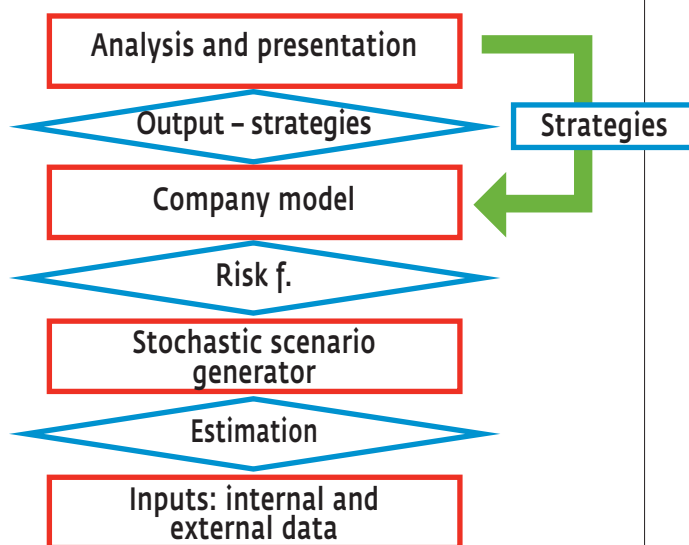 Analysis and presentation
Output – strategies
Strategies
Company model
Risk f.
Stochastic scenario
generator
Estimation
Inputs: internal and
external data